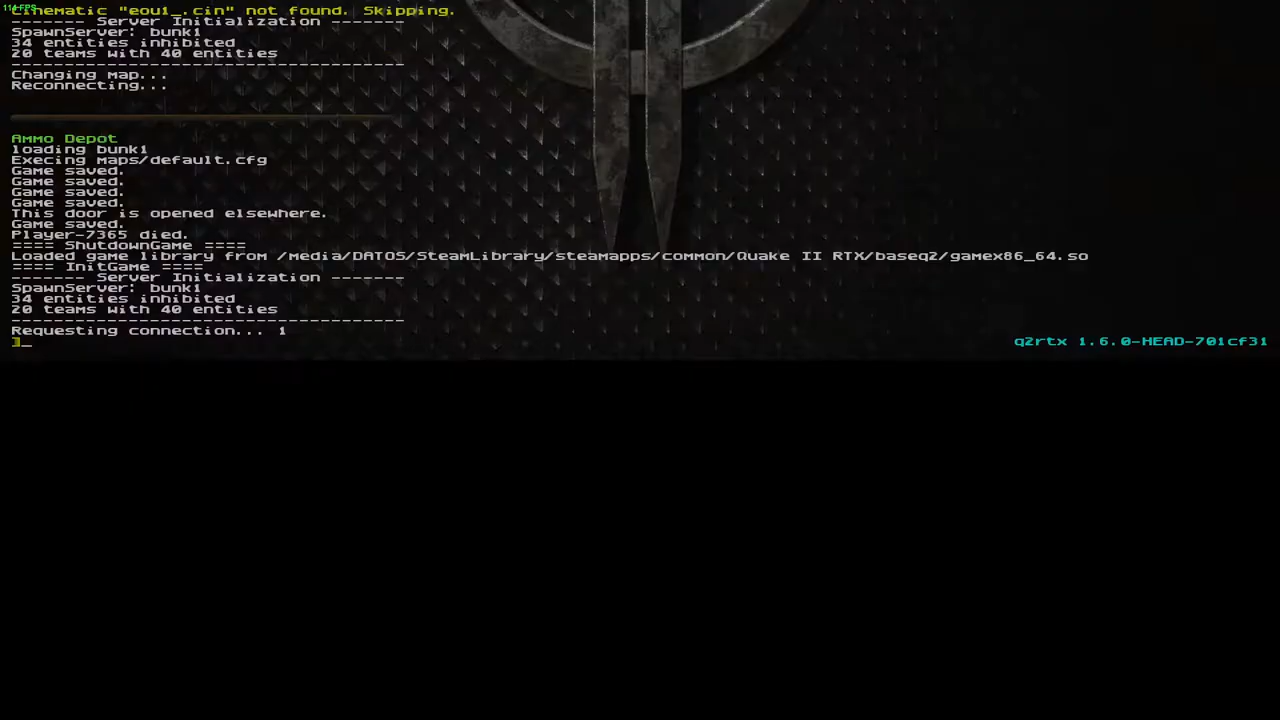 114 FPS
Cinematic "eou1_.cin" not found. Skipping.
------- Server Initialization -------
SpawnServer: bunk1
34 entities inhibited
20 teams with 40 entities
-------------------------------------
Changing map...
Reconnecting...
Ammo Depot
loading bunk1
Execing maps/default.cfg
Game saved.
Game saved.
Game saved.
Game saved.
This door is opened elsewhere.
Game saved.
Player-7365 died.
==== ShutdownGame ====
Loaded game library from /media/DATOS/SteamLibrary/steamapps/common/Quake II RTX/baseq2/gamex86_64.so
==== InitGame ====
------- Server Initialization -------
SpawnServer: bunk1
34 entities inhibited
20 teams with 40 entities
-------------------------------------
Requesting connection... 1
]_
q2rtx 1.6.0-HEAD-701cf31